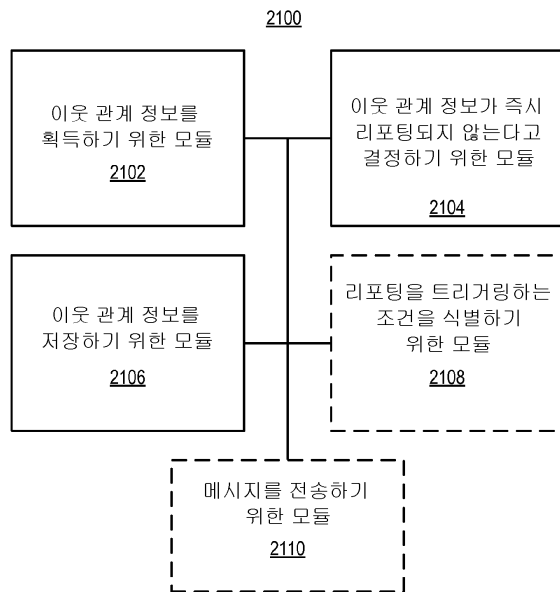 2100
이웃 관계 정보를
획득하기 위한 모듈
2102
이웃 관계 정보가 즉시
리포팅되지 않는다고
결정하기 위한 모듈
2104
이웃 관계 정보를
저장하기 위한 모듈
2106
리포팅을 트리거링하는
조건을 식별하기
위한 모듈
2108
메시지를 전송하기
위한 모듈
2110